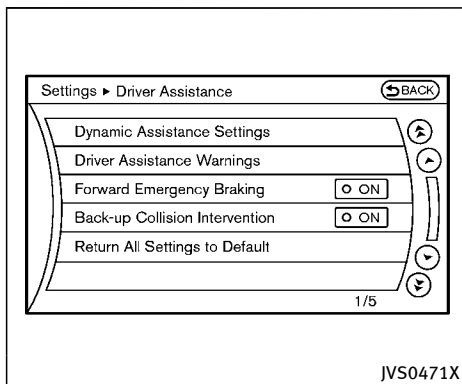 Settings ▶ Driver Assistance BACK
Dynamic Assistance Settings
Driver Assistance Warnings
Forward Emergency Braking ON
Back-up Collision Intervention ON
Return All Settings to Default
1/5
JVS0471X